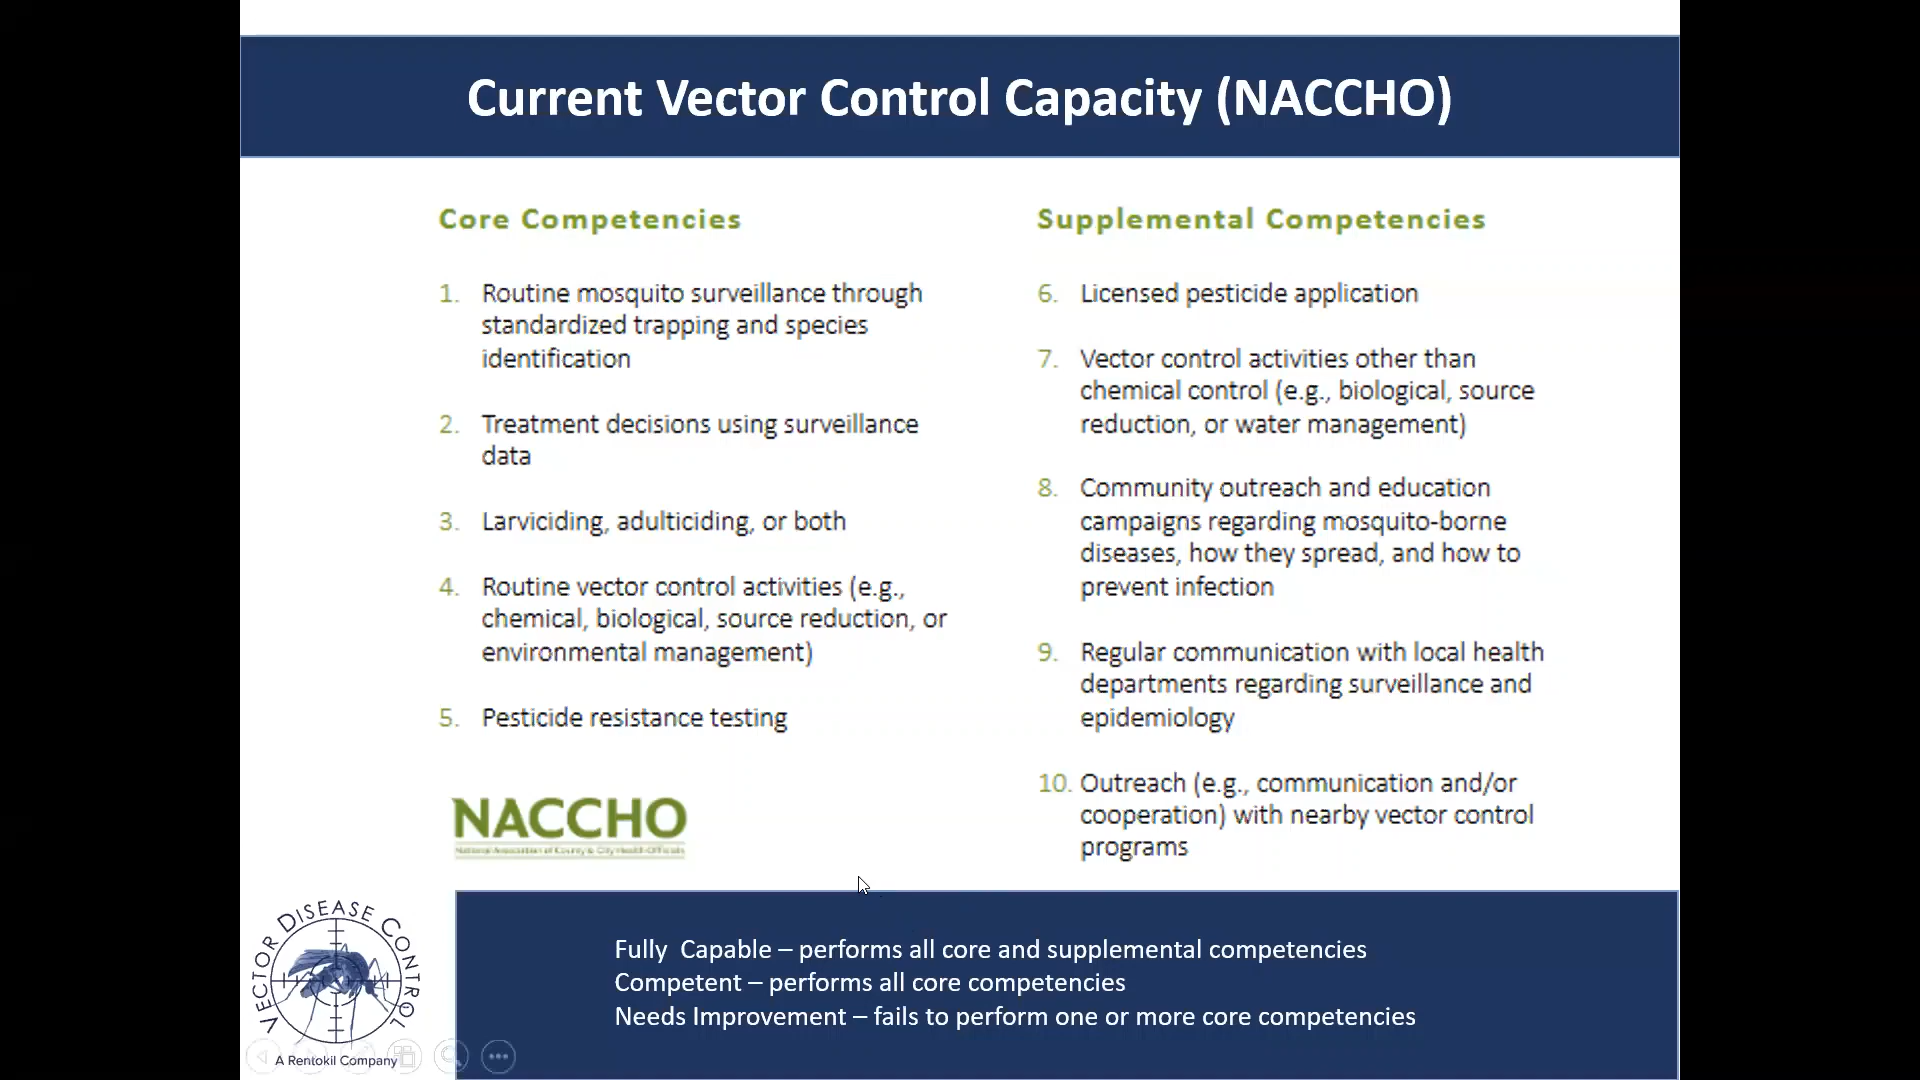 Current Vector Control Capacity (NACCHO)
Core Competencies
1. Routine mosquito surveillance through
standardized trapping and species
identification
2. Treatment decisions using surveillance
data
3. Larviciding, adulticiding, or both
4. Routine vector control activities (e.g.,
chemical, biological, source reduction, or
environmental management)
5. Pesticide resistance testing
NACCHO
National Association of County & City Health Officials
Supplemental Competencies
6. Licensed pesticide application
7. Vector control activities other than
chemical control (e.g., biological, source
reduction, or water management)
8. Community outreach and education
campaigns regarding mosquito-borne
diseases, how they spread, and how to
prevent infection
9. Regular communication with local health
departments regarding surveillance and
epidemiology
10. Outreach (e.g., communication and/or
cooperation) with nearby vector control
programs
VECTOR DISEASE CONTROL
A Rentokil Company
Fully Capable – performs all core and supplemental competencies
Competent – performs all core competencies
Needs Improvement – fails to perform one or more core competencies